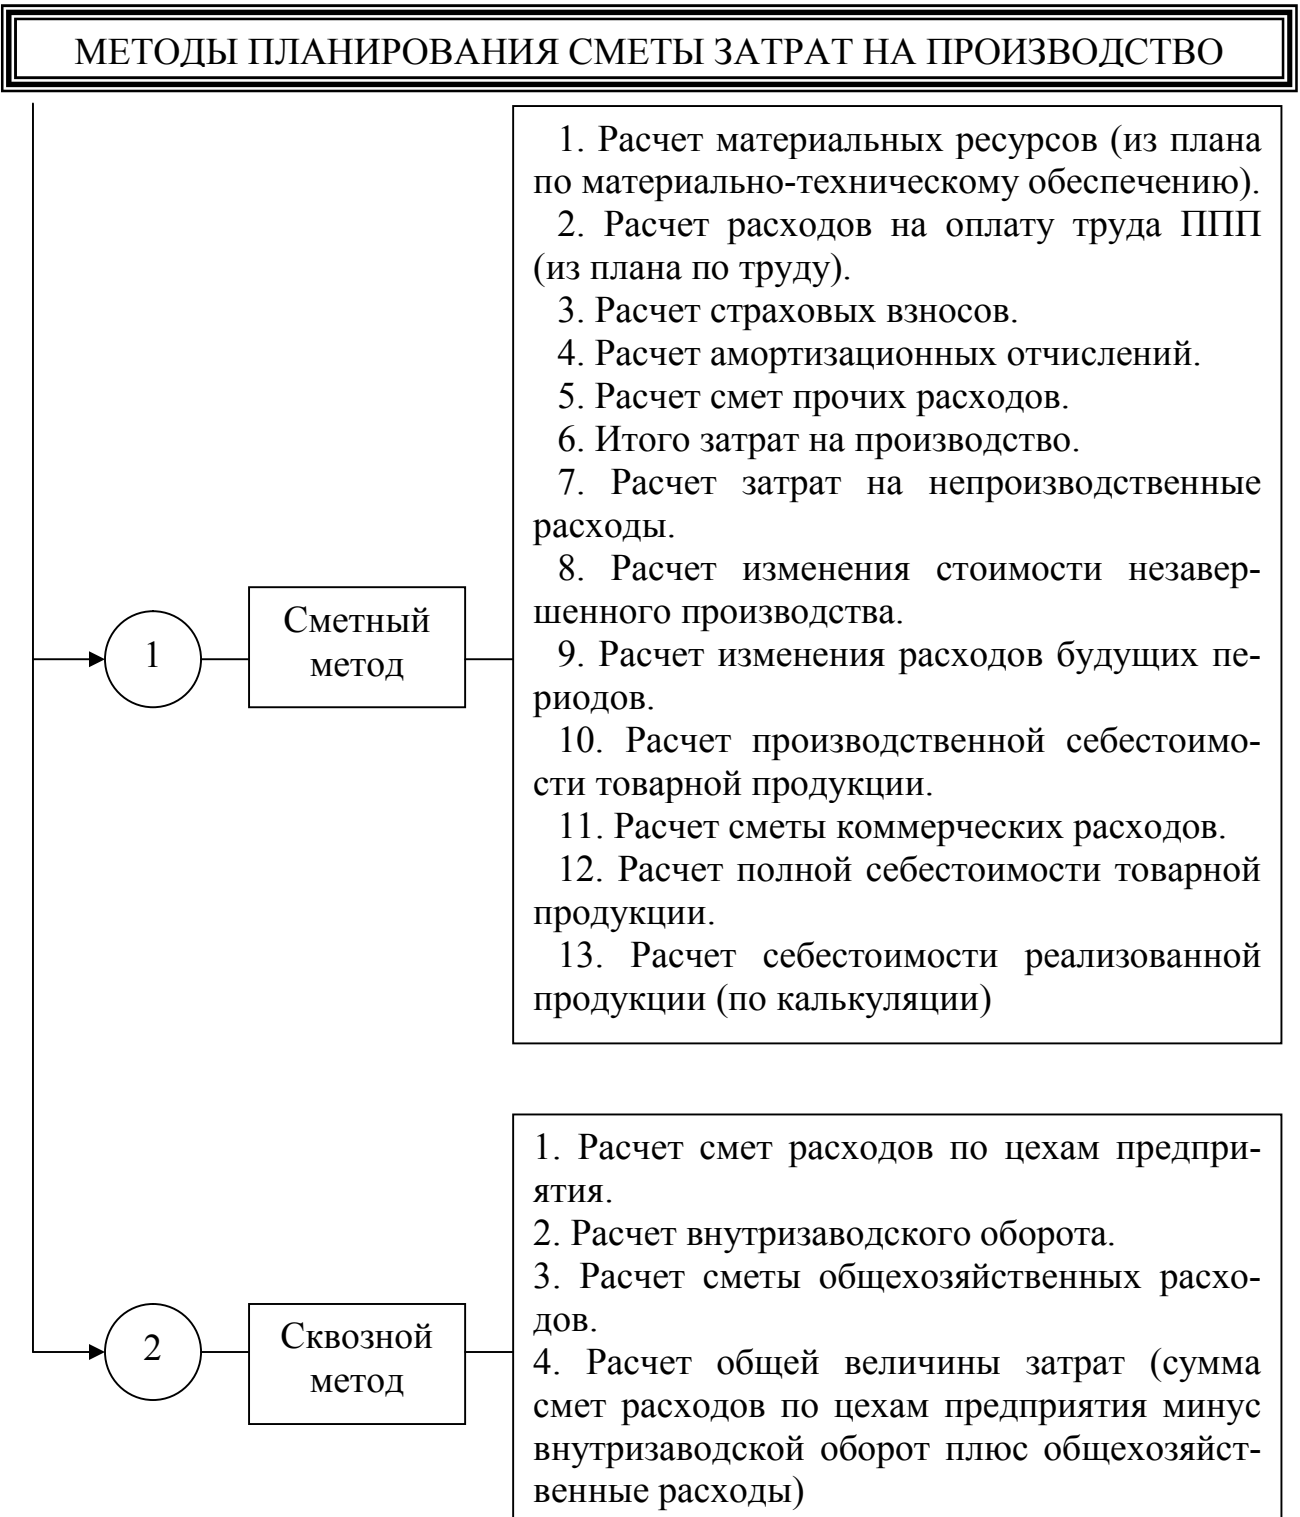 МЕТОДЫ ПЛАНИРОВАНИЯ СМЕТЫ ЗАТРАТ НА ПРОИЗВОДСТВО
1. Расчет материальных ресурсов (из плана
по материально-техническому обеспечению).
2. Расчет расходов на оплату труда ППП
(из плана по труду).
3. Расчет страховых взносов.
4. Расчет амортизационных отчислений.
5. Расчет смет прочих расходов.
6. Итого затрат на производство.
7. Расчет затрат на непроизводственные
расходы.
8. Расчет изменения стоимости незавер-
шенного производства.
9. Расчет изменения расходов будущих пе-
риодов.
10. Расчет производственной себестоимо-
сти товарной продукции.
11. Расчет сметы коммерческих расходов.
12. Расчет полной себестоимости товарной
продукции.
13. Расчет себестоимости реализованной
продукции (по калькуляции)
1
Сметный
метод
1. Расчет смет расходов по цехам предпри-
ятия.
2. Расчет внутризаводского оборота.
3. Расчет сметы общехозяйственных расхо-
дов.
4. Расчет общей величины затрат (сумма
смет расходов по цехам предприятия минус
внутризаводской оборот плюс общехозяйст-
венные расходы)
2
Сквозной
метод